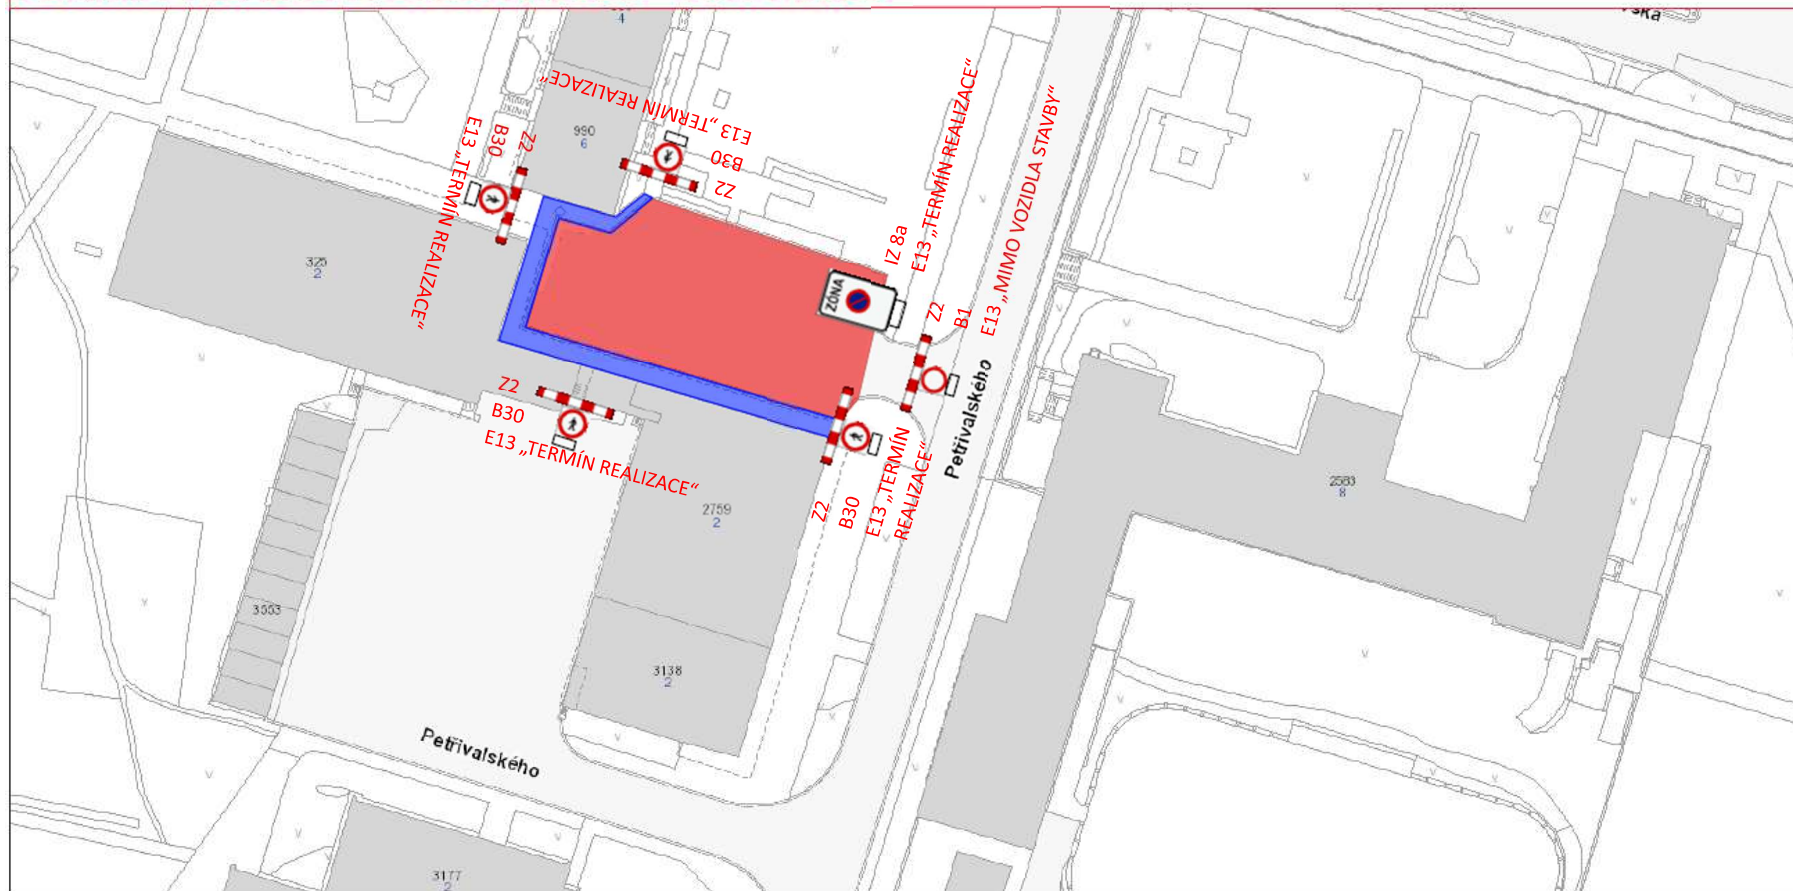 4
E13 „TERMÍN REALIZACE“
B30
Z2
990
6
E13 „TERMÍN REALIZACE“
B30
Z2
325
2
IZ 8a
E13 „TERMÍN REALIZACE“
ZÓNA
Z2
B1
E13 „MIMO VOZIDLA STAVBY“
Petřivalského
Z2
B30
E13 „TERMÍN REALIZACE“
Z2
B30
E13 „TERMÍN
REALIZACE“
2759
2
2583
8
3553
3138
2
Petřivalského
3177
2